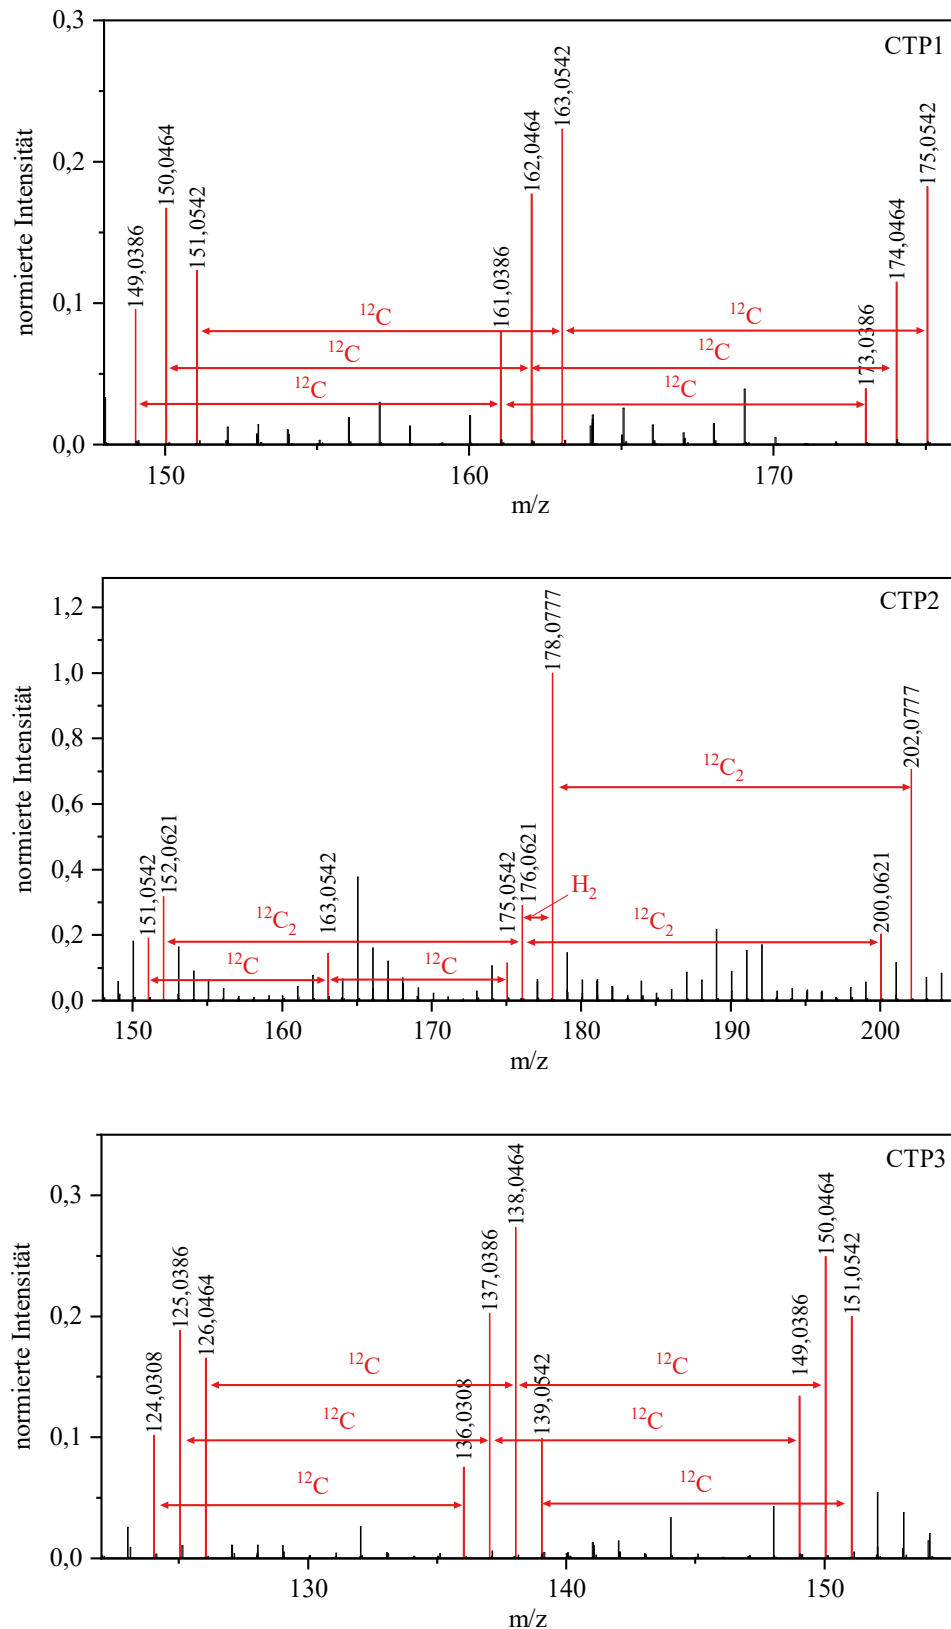 CTP1
normierte Intensität
0,3
0,2
0,1
0,0
149,0386
150,0464
151,0542
161,0386
162,0464
163,0542
173,0386
174,0464
175,0542
¹²C
¹²C
¹²C
¹²C
¹²C
¹²C
150
160
170
m/z
CTP2
normierte Intensität
1,2
1,0
0,8
0,6
0,4
0,2
0,0
151,0542
152,0621
163,0542
175,0542
176,0621
178,0777
200,0621
202,0777
¹²C₂
H₂
¹²C₂
¹²C₂
¹²C
¹²C
150
160
170
180
190
200
m/z
CTP3
normierte Intensität
0,3
0,2
0,1
0,0
124,0308
125,0386
126,0464
136,0308
137,0386
138,0464
139,0542
149,0386
150,0464
151,0542
¹²C
¹²C
¹²C
¹²C
¹²C
¹²C
130
140
150
m/z